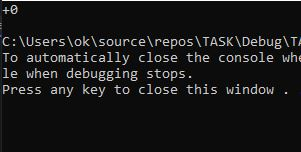 +0
C:\Users\ok\source\repos\TASK\Debug\TA
To automatically close the console whe
le when debugging stops.
Press any key to close this window .